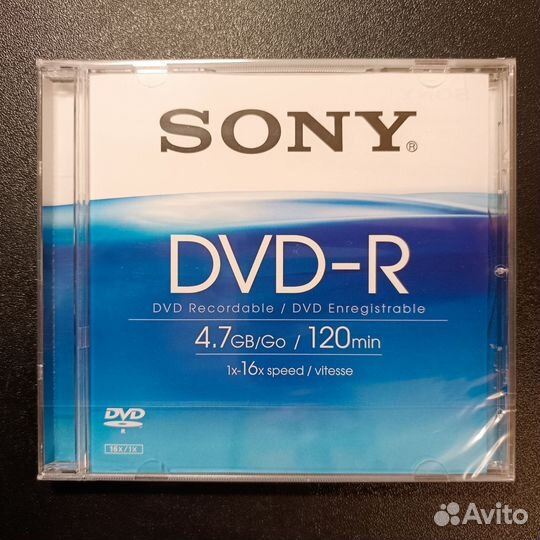 SONY®
DVD-R
DVD Recordable / DVD Enregistrable
4.7GB/Go / 120min
1x-16x speed / vitesse
DVD
R
16X/1X
Avito